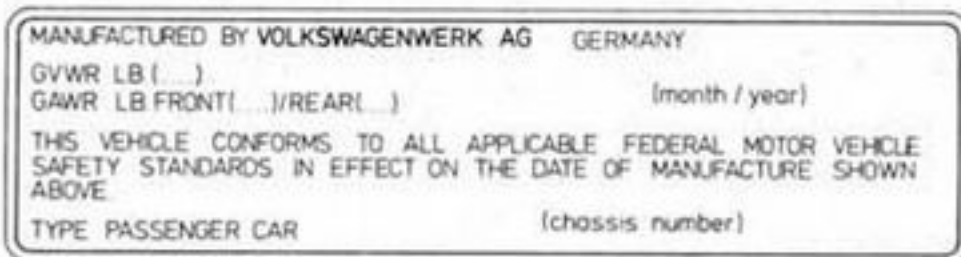 MANUFACTURED BY VOLKSWAGENWERK AG GERMANY
GVWR LB (.....)
GAWR LB FRONT(.....)/REAR(.....) (month / year)
THIS VEHICLE CONFORMS TO ALL APPLICABLE FEDERAL MOTOR VEHICLE
SAFETY STANDARDS IN EFFECT ON THE DATE OF MANUFACTURE SHOWN
ABOVE.
TYPE PASSENGER CAR (chassis number)